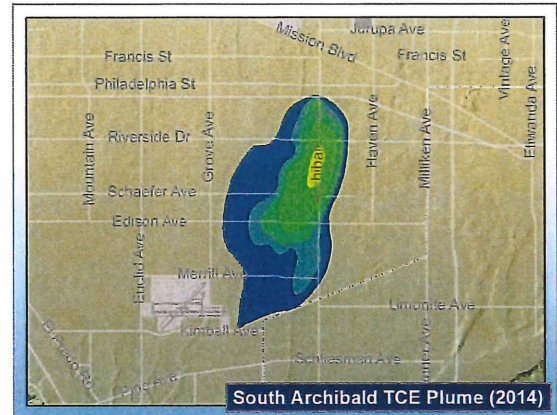 Jurupa Ave
Mission Blvd
Vintage Ave
Francis St
Francis St
Philadelphia St
Mountain Ave
Grove Ave
Riverside Dr
Haven Ave
Milliken Ave
Etiwanda Ave
hibal
Schaefer Ave
Edison Ave
Euclid Ave
Merrill Av
Limonite Ave
Kimball Ave
Schleisman Ave
Pine Ave
South Archibald TCE Plume (2014)